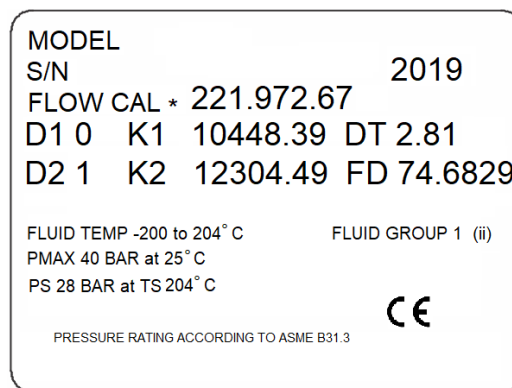 MODEL
S/N 2019
FLOW CAL * 221.972.67
D1 0 K1 10448.39 DT 2.81
D2 1 K2 12304.49 FD 74.6829
FLUID TEMP -200 to 204°C FLUID GROUP 1 (ii)
PMAX 40 BAR at 25°C
PS 28 BAR at TS 204°C
CE
PRESSURE RATING ACCORDING TO ASME B31.3